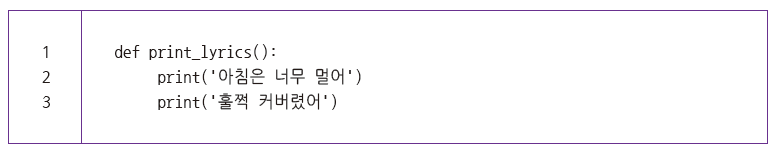 1 def print_lyrics():
2 print('아침은 너무 멀어')
3 print('훌쩍 커버렸어')